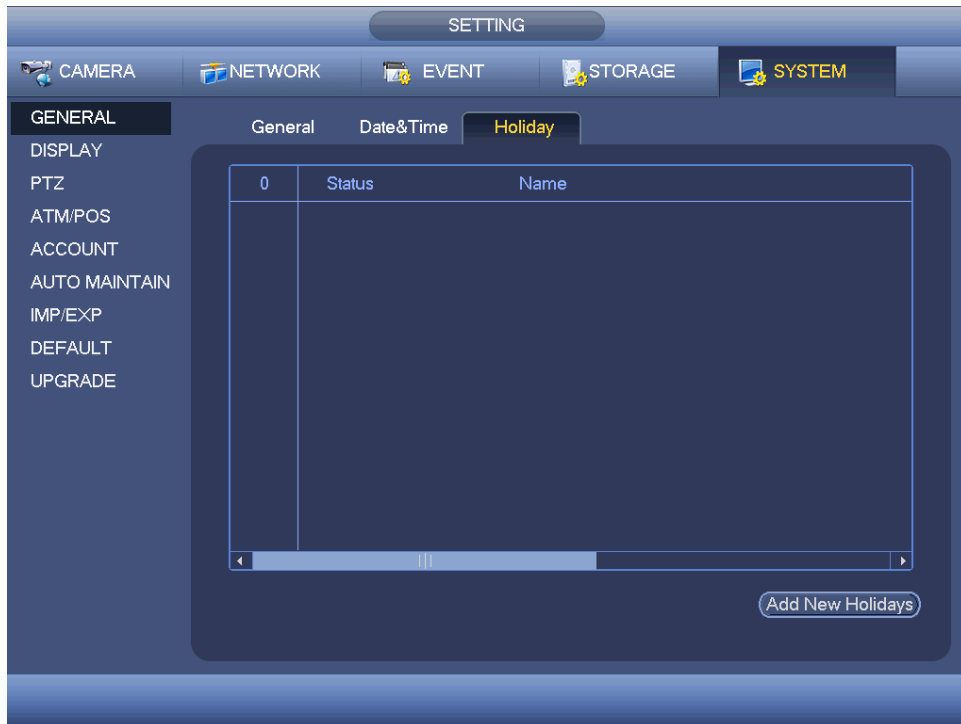 SETTING
CAMERA NETWORK EVENT STORAGE SYSTEM
GENERAL
DISPLAY
PTZ
ATM/POS
ACCOUNT
AUTO MAINTAIN
IMP/EXP
DEFAULT
UPGRADE
General Date&Time Holiday
0 Status Name
Add New Holidays